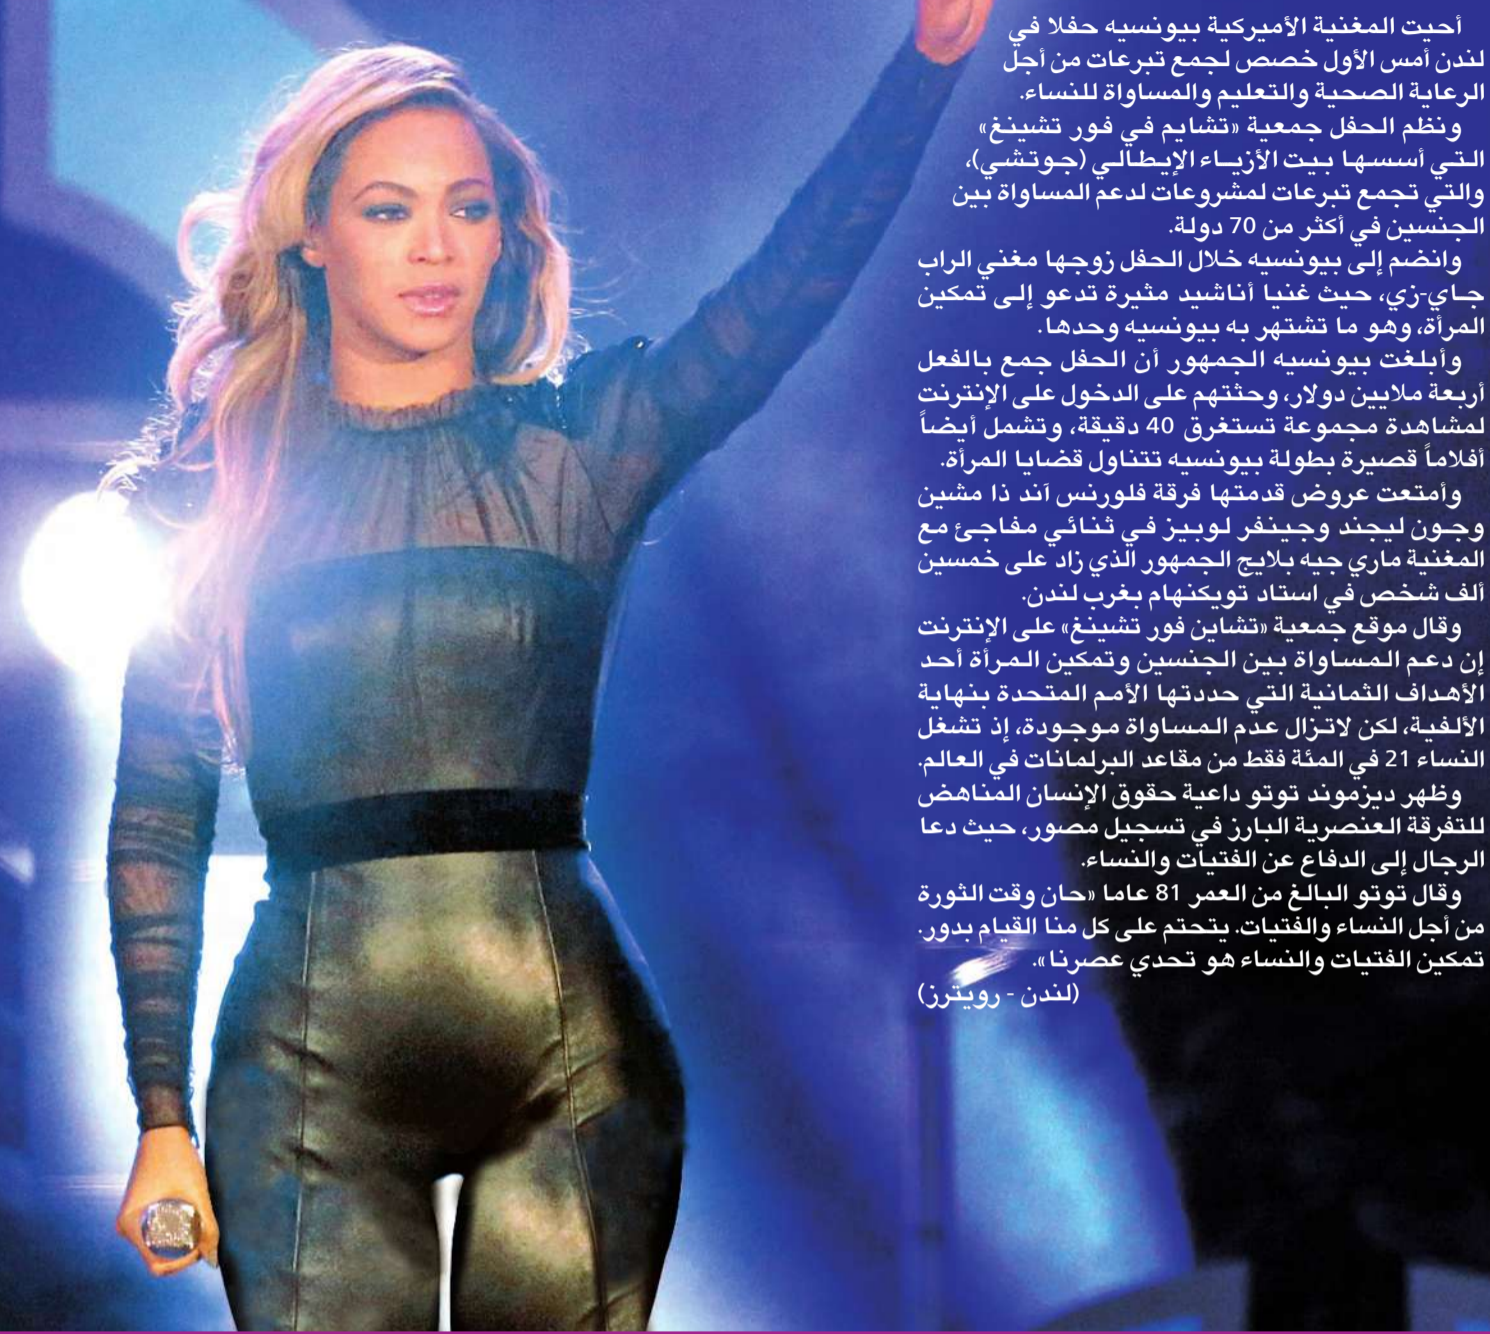 أحيت المغنية الأميركية بيونسيه حفلا في
لندن أمس الأول خصص لجمع تبرعات من أجل
الرعاية الصحية والتعليم والمساواة للنساء.
ونظم الحفل جمعية «تشايم في فور تشينغ»
التي أسسها بيت الأزياء الإيطالي (جوتشي)،
والتي تجمع تبرعات لمشروعات لدعم المساواة بين
الجنسين في أكثر من 70 دولة.
وانضم إلى بيونسيه خلال الحفل زوجها مغني الراب
جاي-زي، حيث غنيا أناشيد مثيرة تدعو إلى تمكين
المرأة، وهو ما تشتهر به بيونسيه وحدها.
وأبلغت بيونسيه الجمهور أن الحفل جمع بالفعل
أربعة ملايين دولار، وحثتهم على الدخول على الإنترنت
لمشاهدة مجموعة تستغرق 40 دقيقة، وتشمل أيضاً
أفلاماً قصيرة بطولة بيونسيه تتناول قضايا المرأة.
وأمتعت عروض قدمتها فرقة فلورنس آند ذا مشين
وجون ليجند وجينفر لوبيز في ثنائي مفاجئ مع
المغنية ماري جيه بلايج الجمهور الذي زاد على خمسين
ألف شخص في استاد تويكنهام بغرب لندن.
وقال موقع جمعية «تشاين فور تشينغ» على الإنترنت
إن دعم المساواة بين الجنسين وتمكين المرأة أحد
الأهداف الثمانية التي حددتها الأمم المتحدة بنهاية
الألفية، لكن لاتزال عدم المساواة موجودة، إذ تشغل
النساء 21 في المئة فقط من مقاعد البرلمانات في العالم.
وظهر ديزموند توتو داعية حقوق الإنسان المناهض
للتفرقة العنصرية البارز في تسجيل مصور، حيث دعا
الرجال إلى الدفاع عن الفتيات والنساء.
وقال توتو البالغ من العمر 81 عاما «حان وقت الثورة
من أجل النساء والفتيات. يتحتم على كل منا القيام بدور.
تمكين الفتيات والنساء هو تحدي عصرنا».
(لندن - رويترز)